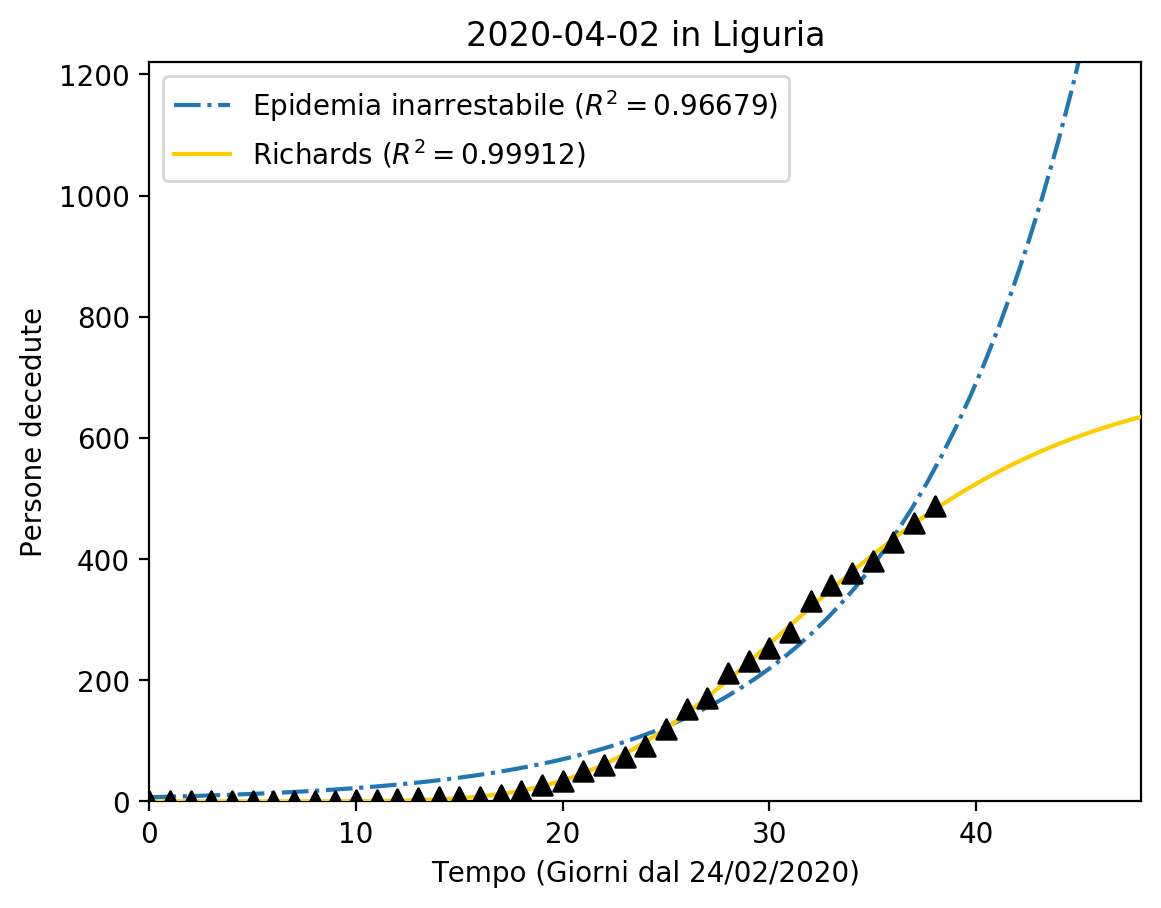 2020-04-02 in Liguria
Epidemia inarrestabile (R² = 0.96679)
Richards (R² = 0.99912)
Persone decedute
1200
1000
800
600
400
200
0
0 10 20 30 40
Tempo (Giorni dal 24/02/2020)